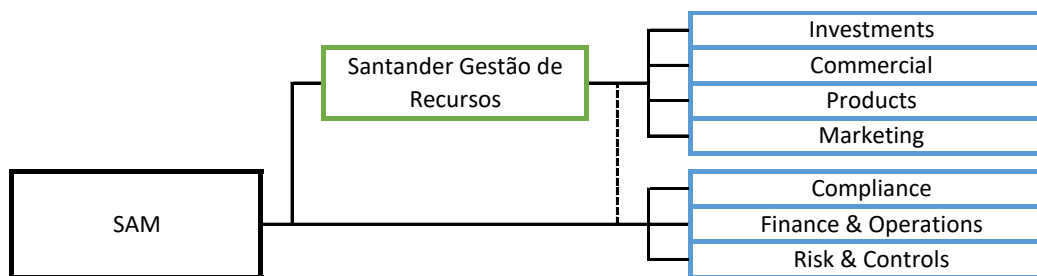 Santander Gestão de
Recursos
Investments
Commercial
Products
Marketing
SAM
Compliance
Finance & Operations
Risk & Controls